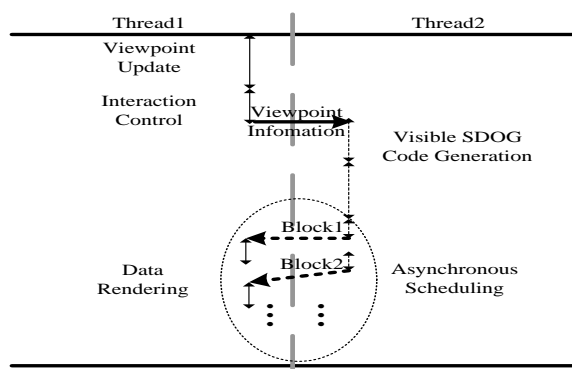 Thread1
Thread2
Viewpoint
Update
Interaction
Control
Viewpoint
Infomation
Visible SDOG
Code Generation
Block1
Block2
Data
Rendering
Asynchronous
Scheduling